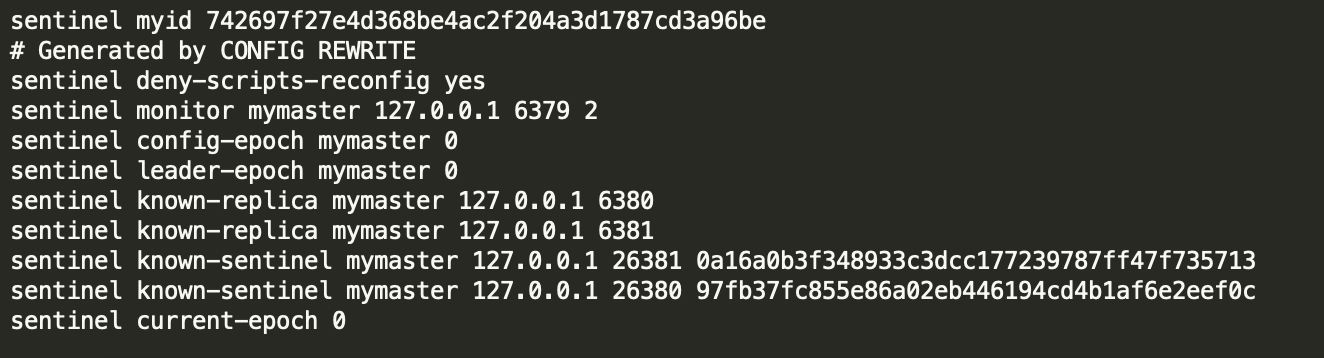 sentinel myid 742697f27e4d368be4ac2f204a3d1787cd3a96be
# Generated by CONFIG REWRITE
sentinel deny-scripts-reconfig yes
sentinel monitor mymaster 127.0.0.1 6379 2
sentinel config-epoch mymaster 0
sentinel leader-epoch mymaster 0
sentinel known-replica mymaster 127.0.0.1 6380
sentinel known-replica mymaster 127.0.0.1 6381
sentinel known-sentinel mymaster 127.0.0.1 26381 0a16a0b3f348933c3dcc177239787ff47f735713
sentinel known-sentinel mymaster 127.0.0.1 26380 97fb37fc855e86a02eb446194cd4b1af6e2eef0c
sentinel current-epoch 0